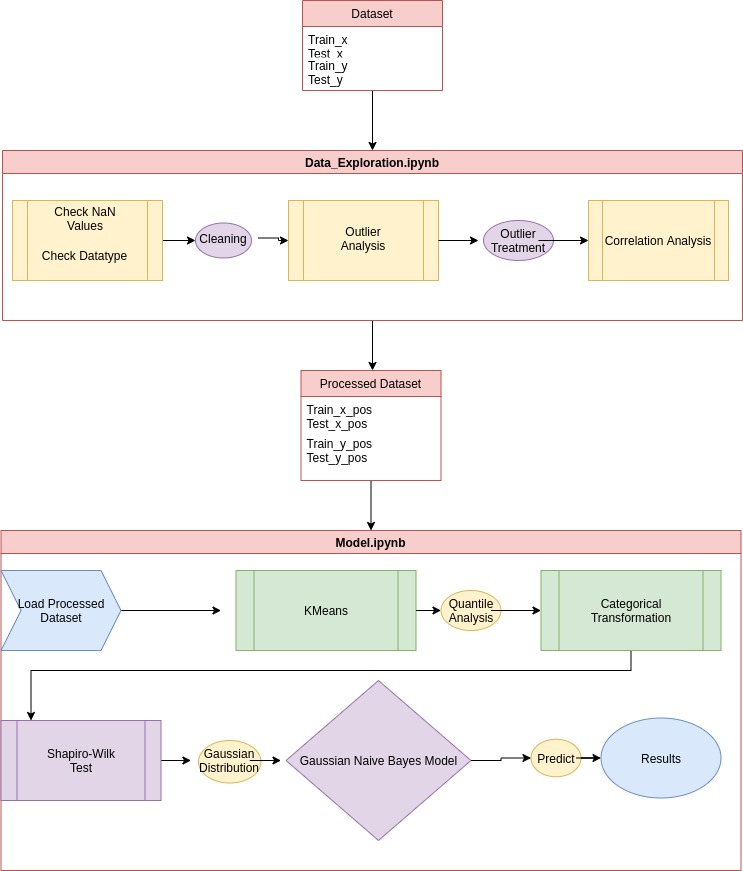 Dataset
Train_x
Test_x
Train_y
Test_y
Data_Exploration.ipynb
Check NaN
Values
Check Datatype
Cleaning
Outlier
Analysis
Outlier
Treatment
Correlation Analysis
Processed Dataset
Train_x_pos
Test_x_pos
Train_y_pos
Test_y_pos
Model.ipynb
Load Processed
Dataset
KMeans
Quantile
Analysis
Categorical
Transformation
Shapiro-Wilk
Test
Gaussian
Distribution
Gaussian Naive Bayes Model
Predict
Results